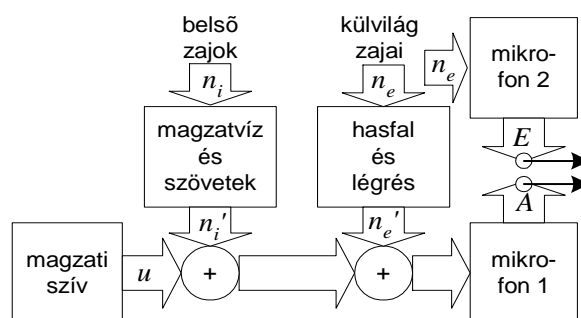 belsõ
zajok
külvilág
zajai
n_i
n_e
n_e
mikro-
fon 2
magzatvíz
és
szövetek
hasfal
és
légrés
E
A
n_i'
n_e'
magzati
szív
u
+
+
mikro-
fon 1